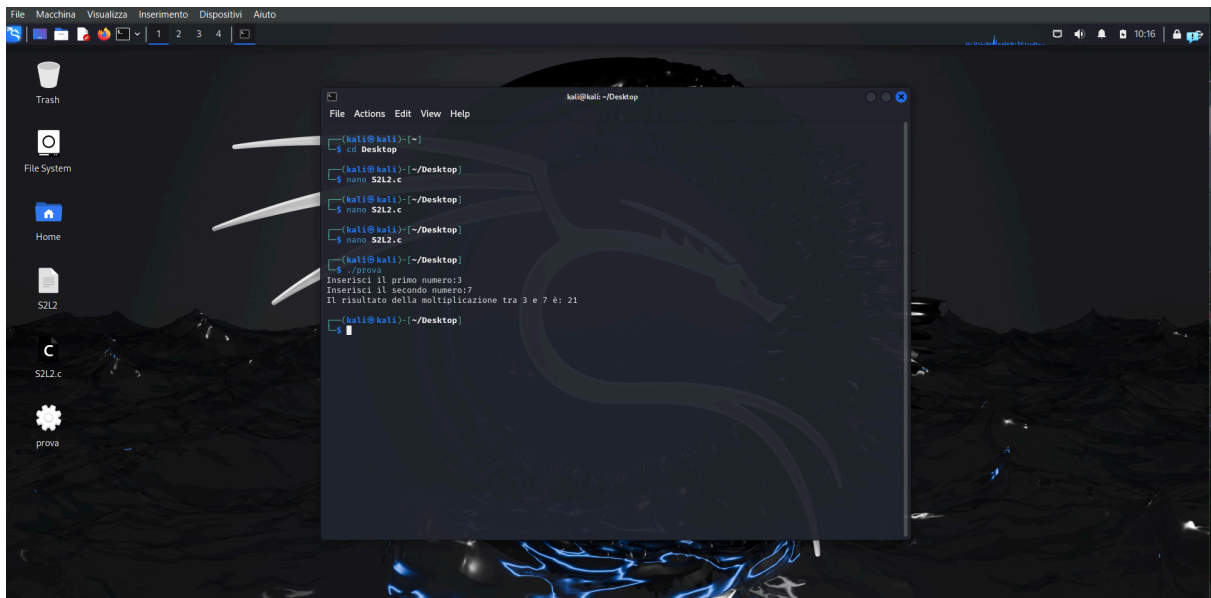 File Macchina Visualizza Inserimento Dispositivi Aiuto
1 2 3 4 10:16
Trash
File System
Home
S2L2
C
S2L2.c
prova
kali@kali: ~/Desktop
File Actions Edit View Help
┌──(kali㉿kali)-[~]
└─$ cd Desktop
┌──(kali㉿kali)-[~/Desktop]
└─$ nano S2L2.c
┌──(kali㉿kali)-[~/Desktop]
└─$ nano S2L2.c
┌──(kali㉿kali)-[~/Desktop]
└─$ nano S2L2.c
┌──(kali㉿kali)-[~/Desktop]
└─$ ./prova
Inserisci il primo numero:3
Inserisci il secondo numero:7
Il risultato della moltiplicazione tra 3 e 7 è: 21
┌──(kali㉿kali)-[~/Desktop]
└─$